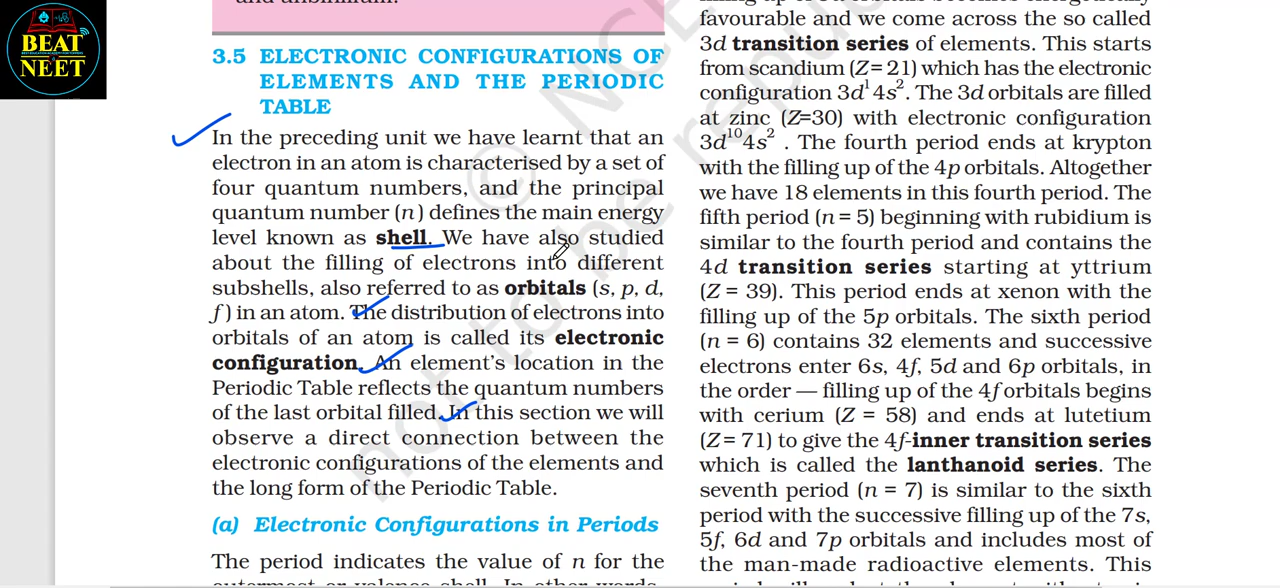 BEAT
NEET
3.5 ELECTRONIC CONFIGURATIONS OF
ELEMENTS AND THE PERIODIC
TABLE
In the preceding unit we have learnt that an
electron in an atom is characterised by a set of
four quantum numbers, and the principal
quantum number (n) defines the main energy
level known as shell. We have also studied
about the filling of electrons into different
subshells, also referred to as orbitals (s, p, d,
f) in an atom. The distribution of electrons into
orbitals of an atom is called its electronic
configuration. An element's location in the
Periodic Table reflects the quantum numbers
of the last orbital filled. In this section we will
observe a direct connection between the
electronic configurations of the elements and
the long form of the Periodic Table.
(a) Electronic Configurations in Periods
The period indicates the value of n for the
outermost or valence shell. In other words,
favourable and we come across the so called
3d transition series of elements. This starts
from scandium (Z = 21) which has the electronic
configuration 3d¹4s². The 3d orbitals are filled
at zinc (Z=30) with electronic configuration
3d¹⁰4s² . The fourth period ends at krypton
with the filling up of the 4p orbitals. Altogether
we have 18 elements in this fourth period. The
fifth period (n = 5) beginning with rubidium is
similar to the fourth period and contains the
4d transition series starting at yttrium
(Z = 39). This period ends at xenon with the
filling up of the 5p orbitals. The sixth period
(n = 6) contains 32 elements and successive
electrons enter 6s, 4f, 5d and 6p orbitals, in
the order — filling up of the 4f orbitals begins
with cerium (Z = 58) and ends at lutetium
(Z = 71) to give the 4f-inner transition series
which is called the lanthanoid series. The
seventh period (n = 7) is similar to the sixth
period with the successive filling up of the 7s,
5f, 6d and 7p orbitals and includes most of
the man-made radioactive elements. This